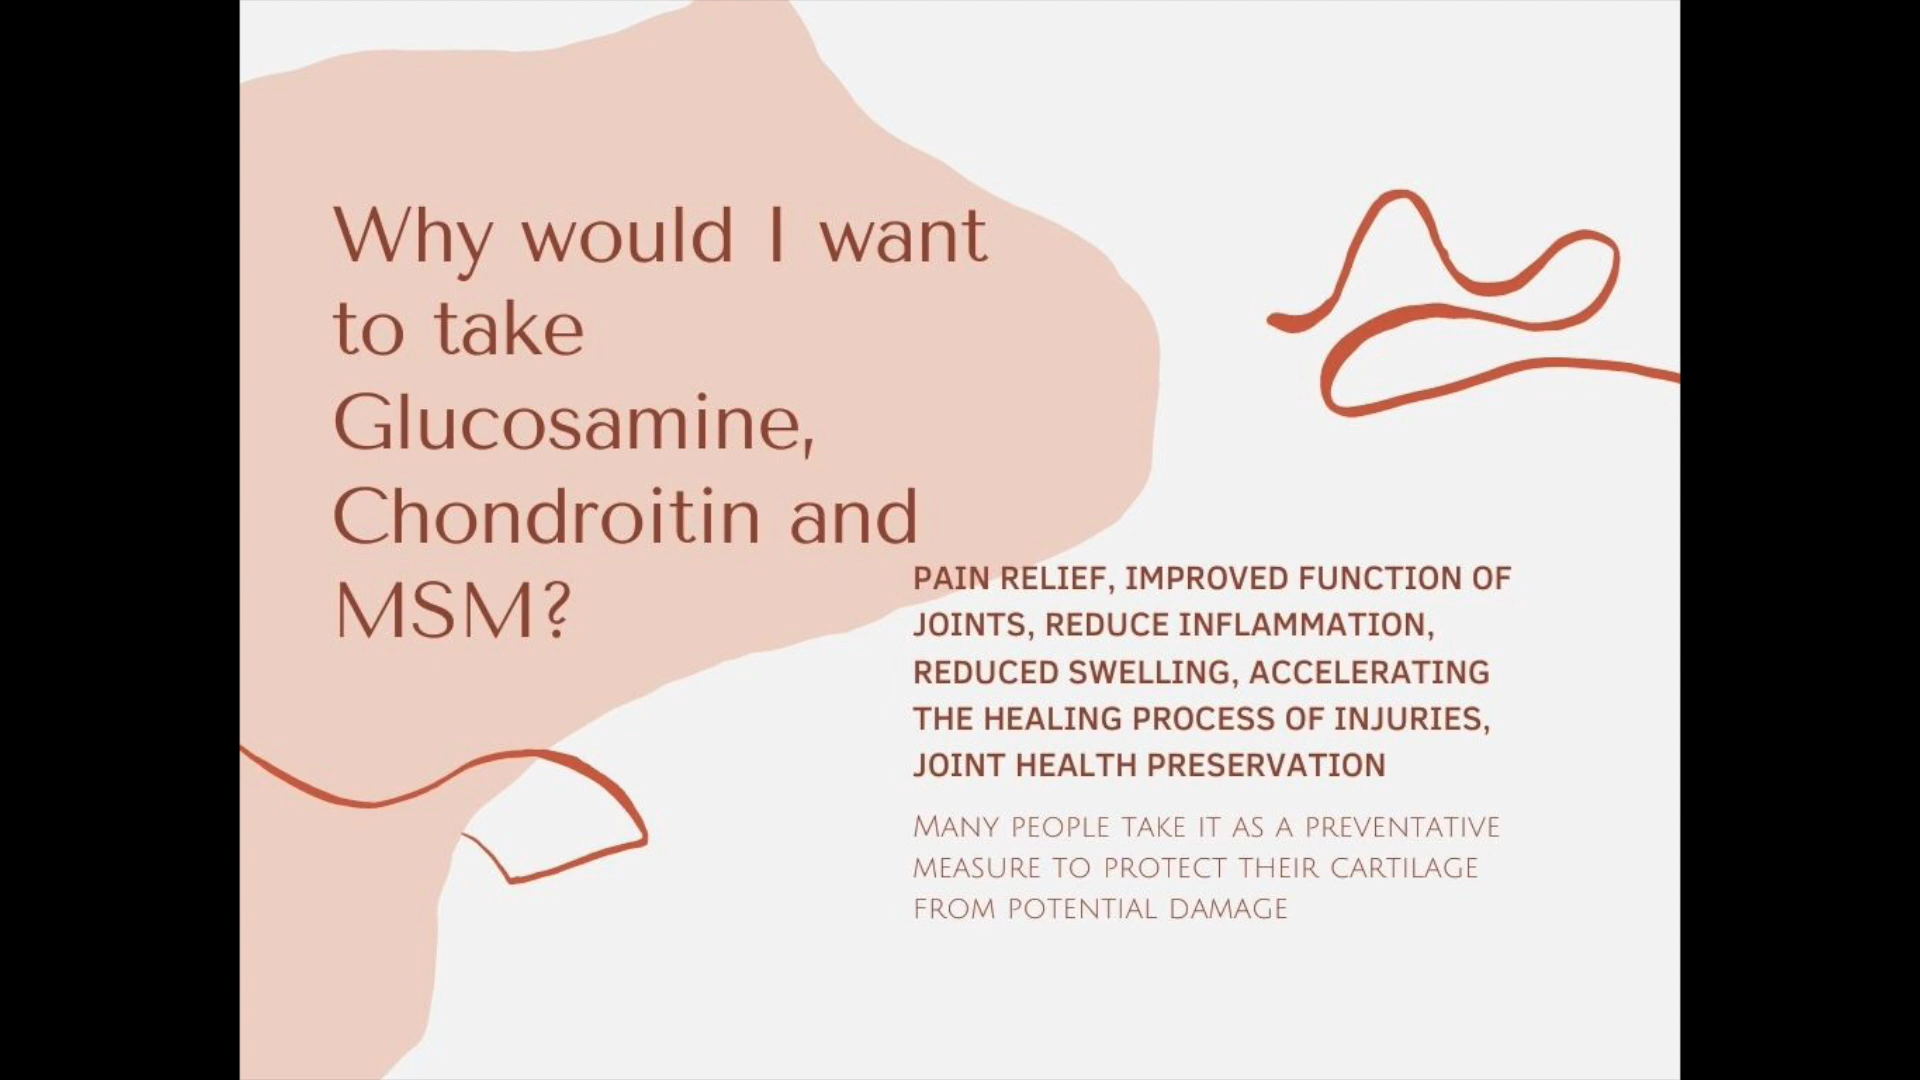 Why would I want
to take
Glucosamine,
Chondroitin and
MSM?
PAIN RELIEF, IMPROVED FUNCTION OF
JOINTS, REDUCE INFLAMMATION,
REDUCED SWELLING, ACCELERATING
THE HEALING PROCESS OF INJURIES,
JOINT HEALTH PRESERVATION
MANY PEOPLE TAKE IT AS A PREVENTATIVE
MEASURE TO PROTECT THEIR CARTILAGE
FROM POTENTIAL DAMAGE